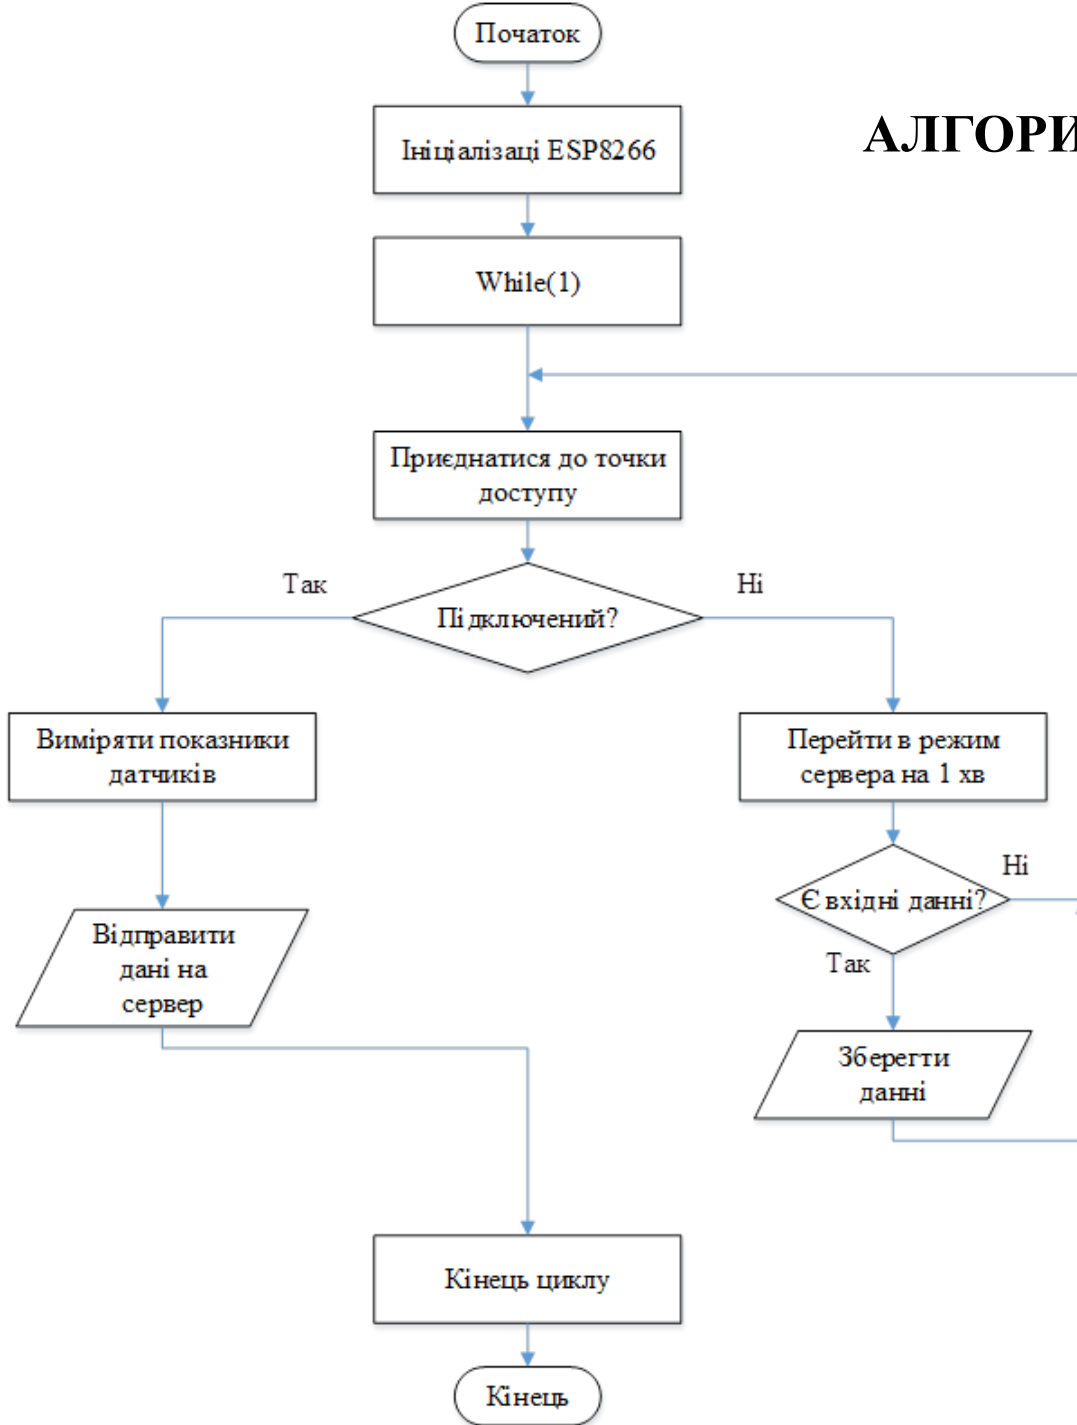 Початок
Ініціалізаці ESP8266
АЛГОРИ
While(1)
Приєднатися до точки
доступу
Так
Ні
Підключений?
Виміряти показники
датчиків
Перейти в режим
сервера на 1 хв
Є вхідні данні?
Ні
Так
Відправити
дані на
сервер
Зберегти
данні
Кінець циклу
Кінець